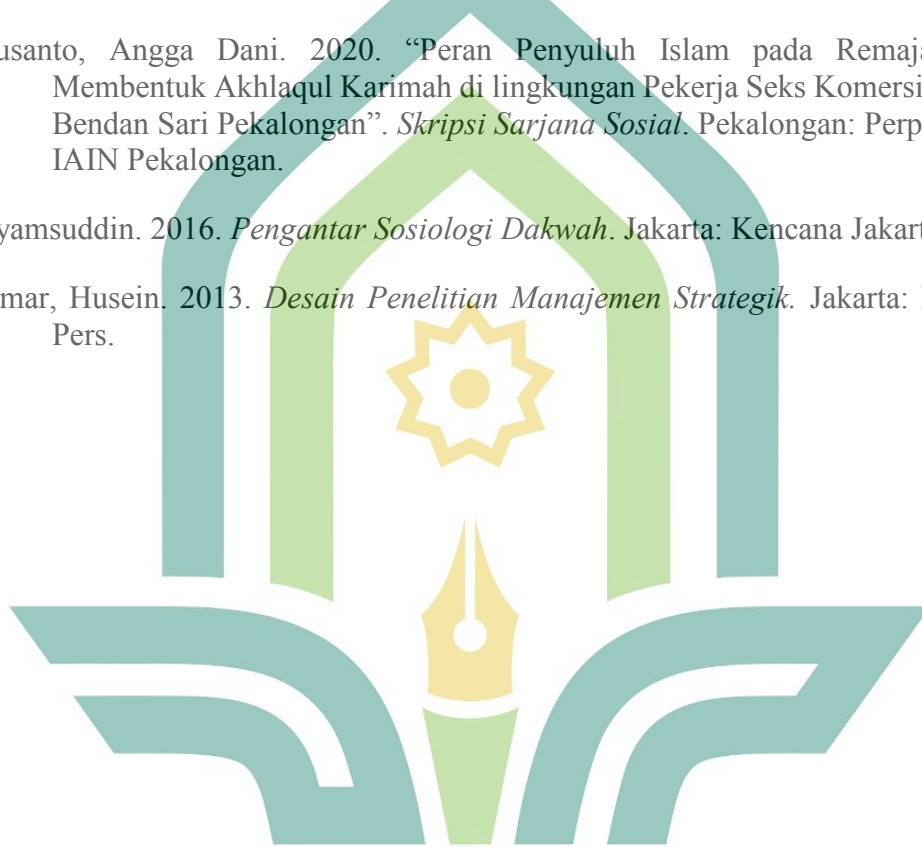 usanto, Angga Dani. 2020. “Peran Penyuluh Islam pada Remaja
Membentuk Akhlaqul Karimah di lingkungan Pekerja Seks Komersi
Bendan Sari Pekalongan”. Skripsi Sarjana Sosial. Pekalongan: Perp
IAIN Pekalongan.
yamsuddin. 2016. Pengantar Sosiologi Dakwah. Jakarta: Kencana Jakart
mar, Husein. 2013. Desain Penelitian Manajemen Strategik. Jakarta:
Pers.